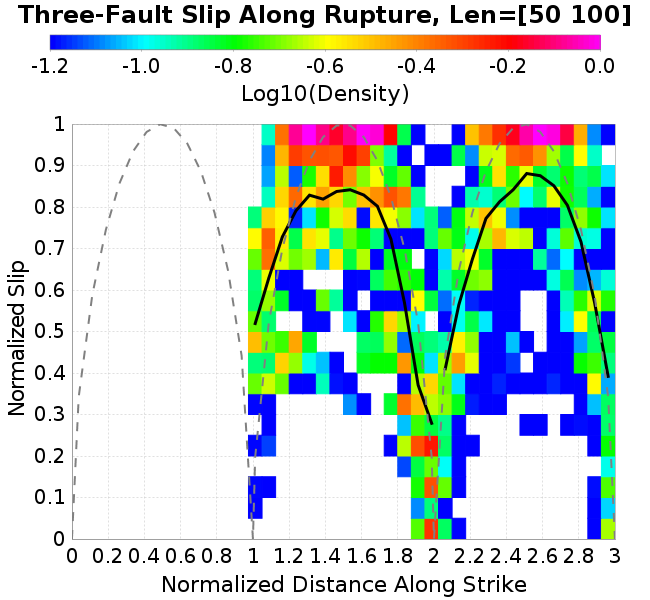 Three-Fault Slip Along Rupture, Len=[50 100]
-1.2 -1.0 -0.8 -0.6 -0.4 -0.2 0.0
Log10(Density)
1
0.9
0.8
0.7
0.6
0.5
0.4
0.3
0.2
0.1
0
Normalized Slip
0 0.2 0.4 0.6 0.8 1 1.2 1.4 1.6 1.8 2 2.2 2.4 2.6 2.8 3
Normalized Distance Along Strike